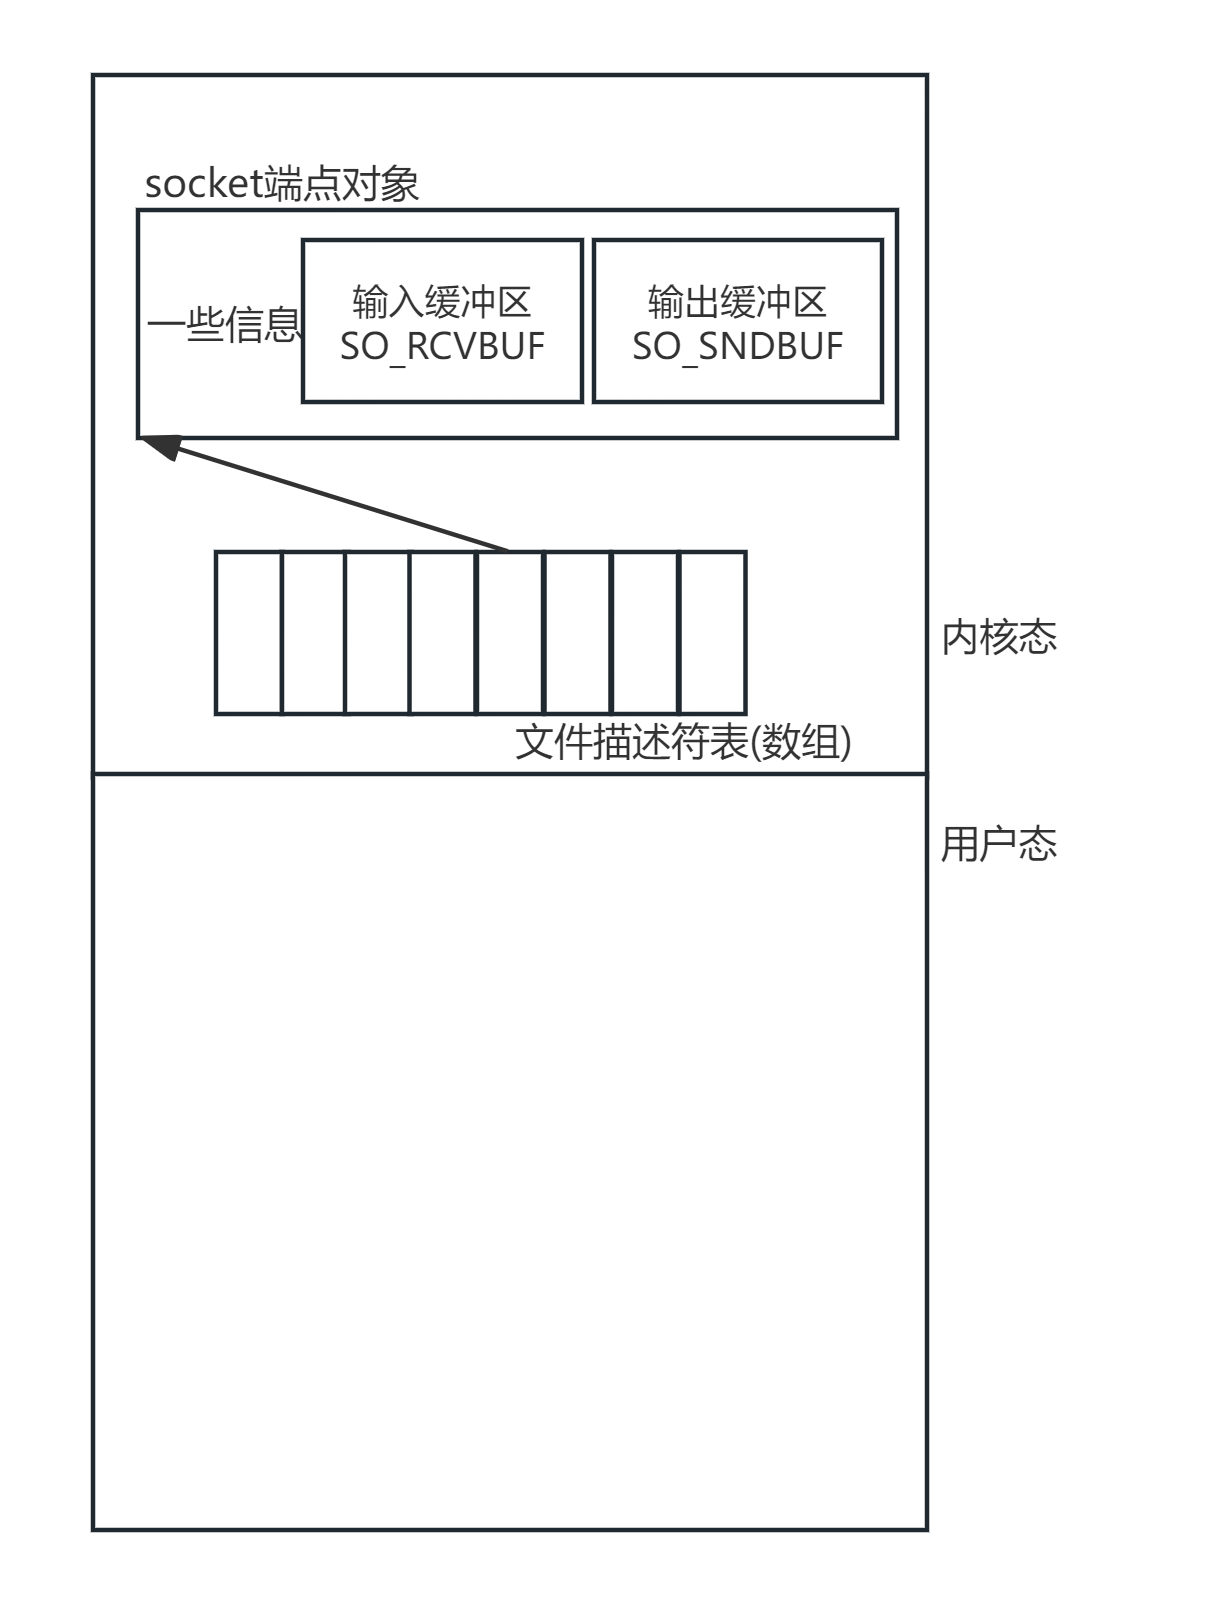 socket端点对象
一些信息
输入缓冲区
SO_RCVBUF
输出缓冲区
SO_SNDBUF
内核态
文件描述符表(数组)
用户态